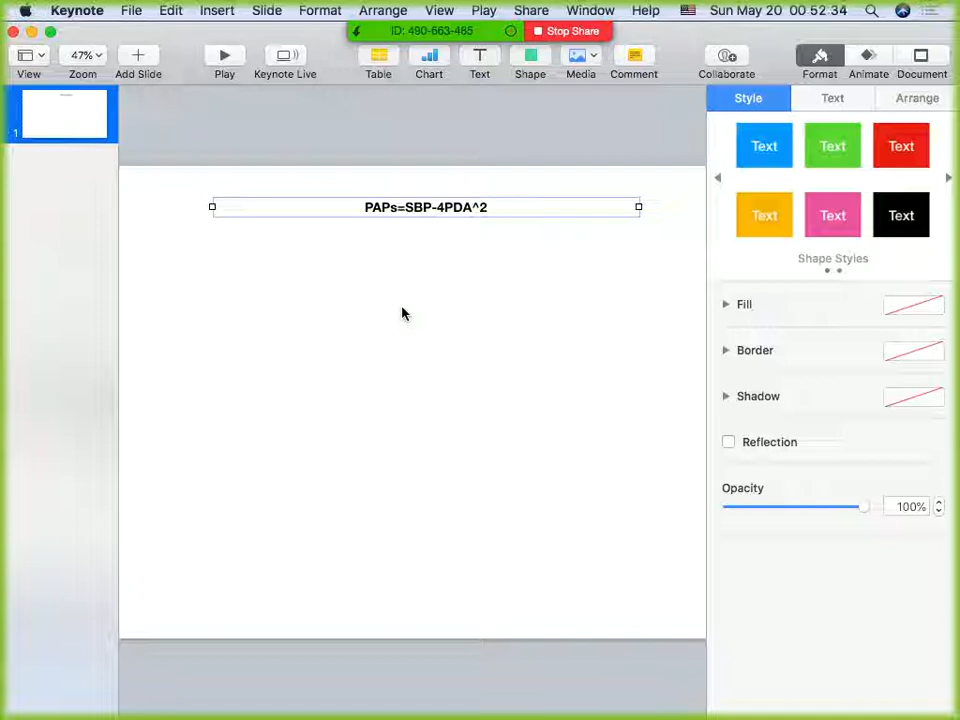 Keynote File Edit Insert Slide Format Arrange View Play Share Window Help Sun May 20 00 52:34
ID: 490-663-485 Stop Share
47%
View Zoom Add Slide Play Keynote Live Table Chart Text Shape Media Comment Collaborate Format Animate Document
Style Text Arrange
1
Text Text Text
PAPs=SBP-4PDA^2
Text Text Text
Shape Styles
Fill
Border
Shadow
Reflection
Opacity
100%